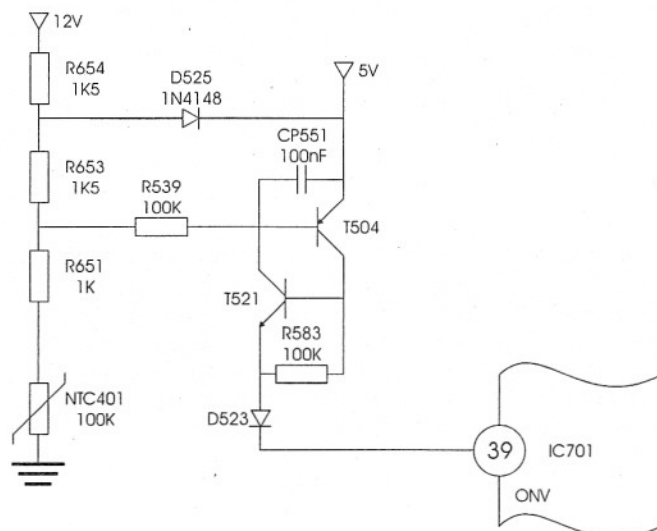 12V
R654
1K5
D525
1N4148
5V
CP551
100nF
R653
1K5
R539
100K
T504
R651
1K
T521
R583
100K
NTC401
100K
D523
39
IC701
ONV